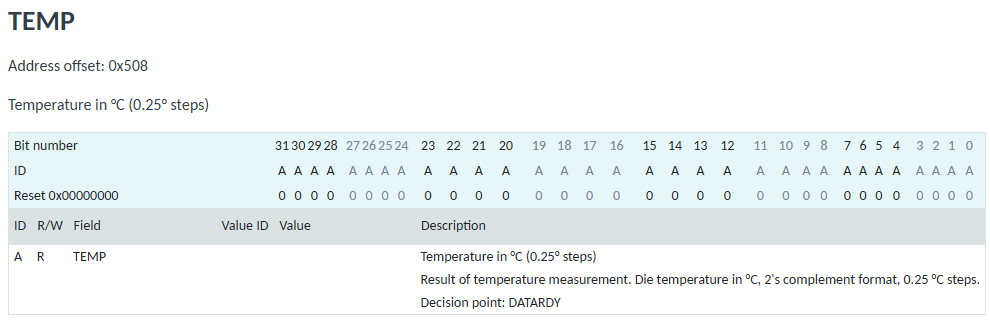 TEMP
Address offset: 0x508
Temperature in °C (0.25° steps)
Bit number 31 30 29 28 27 26 25 24 23 22 21 20 19 18 17 16 15 14 13 12 11 10 9 8 7 6 5 4 3 2 1 0
ID A A A A A A A A A A A A A A A A A A A A A A A A A A A A A A A A
Reset 0x00000000 0 0 0 0 0 0 0 0 0 0 0 0 0 0 0 0 0 0 0 0 0 0 0 0 0 0 0 0 0 0 0 0
ID R/W Field Value ID Value Description
A R TEMP Temperature in °C (0.25° steps)
Result of temperature measurement. Die temperature in °C, 2's complement format, 0.25 °C steps.
Decision point: DATARDY